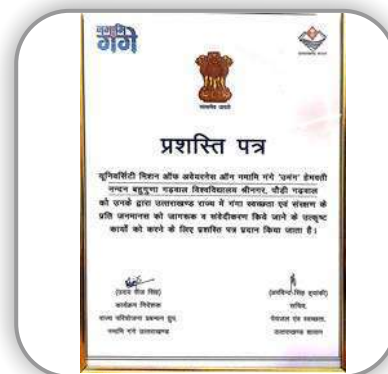 नमामि
गंगे
सत्यमेव जयते
प्रशस्ति पत्र
यूनिवर्सिटी मिशन ऑफ अवेयरनेस ऑन नमामि गंगे 'उमंग' हेमवती
नन्दन बहुगुणा गढ़वाल विश्वविद्यालय श्रीनगर, पौड़ी गढ़वाल
को उनके द्वारा उत्तराखण्ड राज्य में गंगा स्वच्छता एवं संरक्षण के
प्रति जनमानस को जागरूक व संवेदीकरण किये जाने के उत्कृष्ट
कार्यों को करने के लिए प्रशस्ति पत्र प्रदान किया जाता है।
(उदय राज सिंह)
कार्यक्रम निदेशक
राज्य परियोजना प्रबन्धन ग्रुप,
नमामि गंगे उत्तराखण्ड
(अरविन्द सिंह ह्यांकी)
सचिव,
पेयजल एवं स्वच्छता,
उत्तराखण्ड शासन